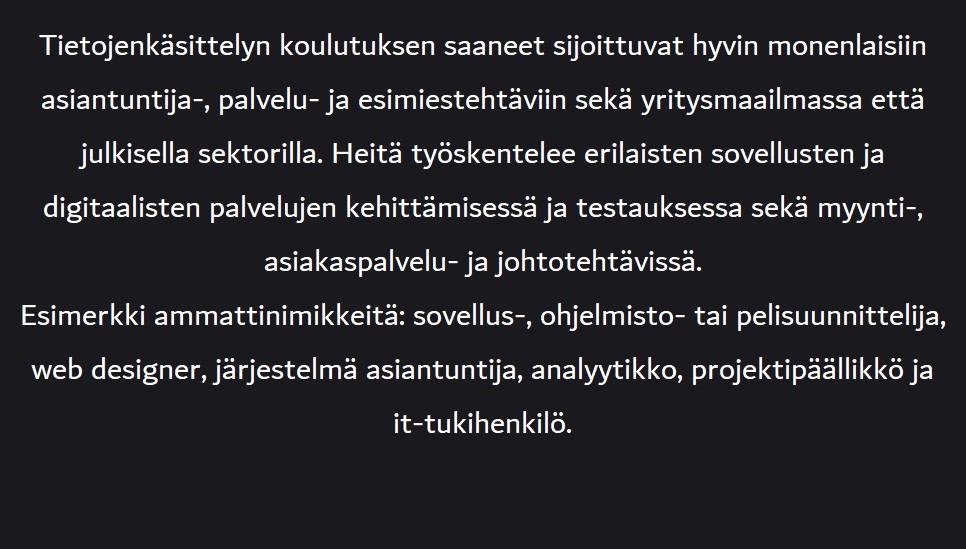 Tietojenkäsittelyn koulutuksen saaneet sijoittuvat hyvin monenlaisiin
asiantuntija-, palvelu- ja esimiestehtäviin sekä yritysmaailmassa että
julkisella sektorilla. Heitä työskentelee erilaisten sovellusten ja
digitaalisten palvelujen kehittämisessä ja testauksessa sekä myynti-,
asiakaspalvelu- ja johtotehtävissä.
Esimerkki ammattinimikkeitä: sovellus-, ohjelmisto- tai pelisuunnittelija,
web designer, järjestelmä asiantuntija, analyytikko, projektipäällikkö ja
it-tukihenkilö.